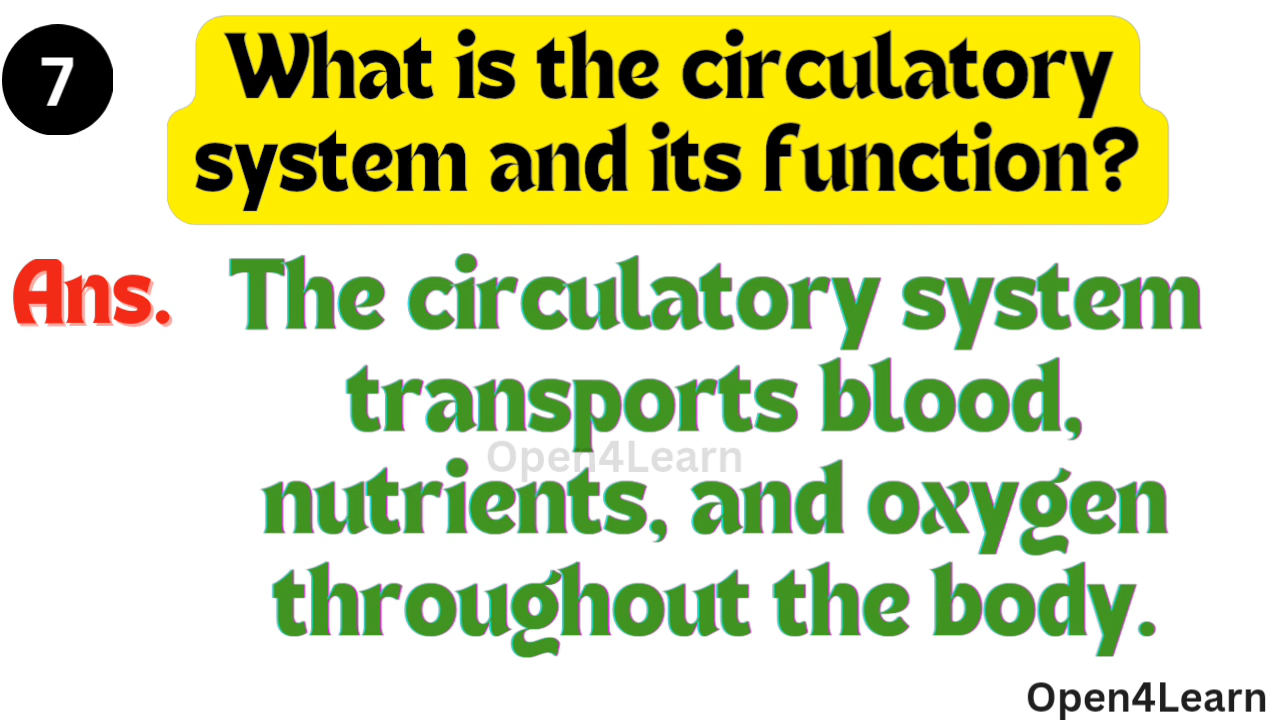 7
What is the circulatory
system and its function?
Ans.
The circulatory system
transports blood,
Open4Learn
nutrients, and oxygen
throughout the body.
Open4Learn